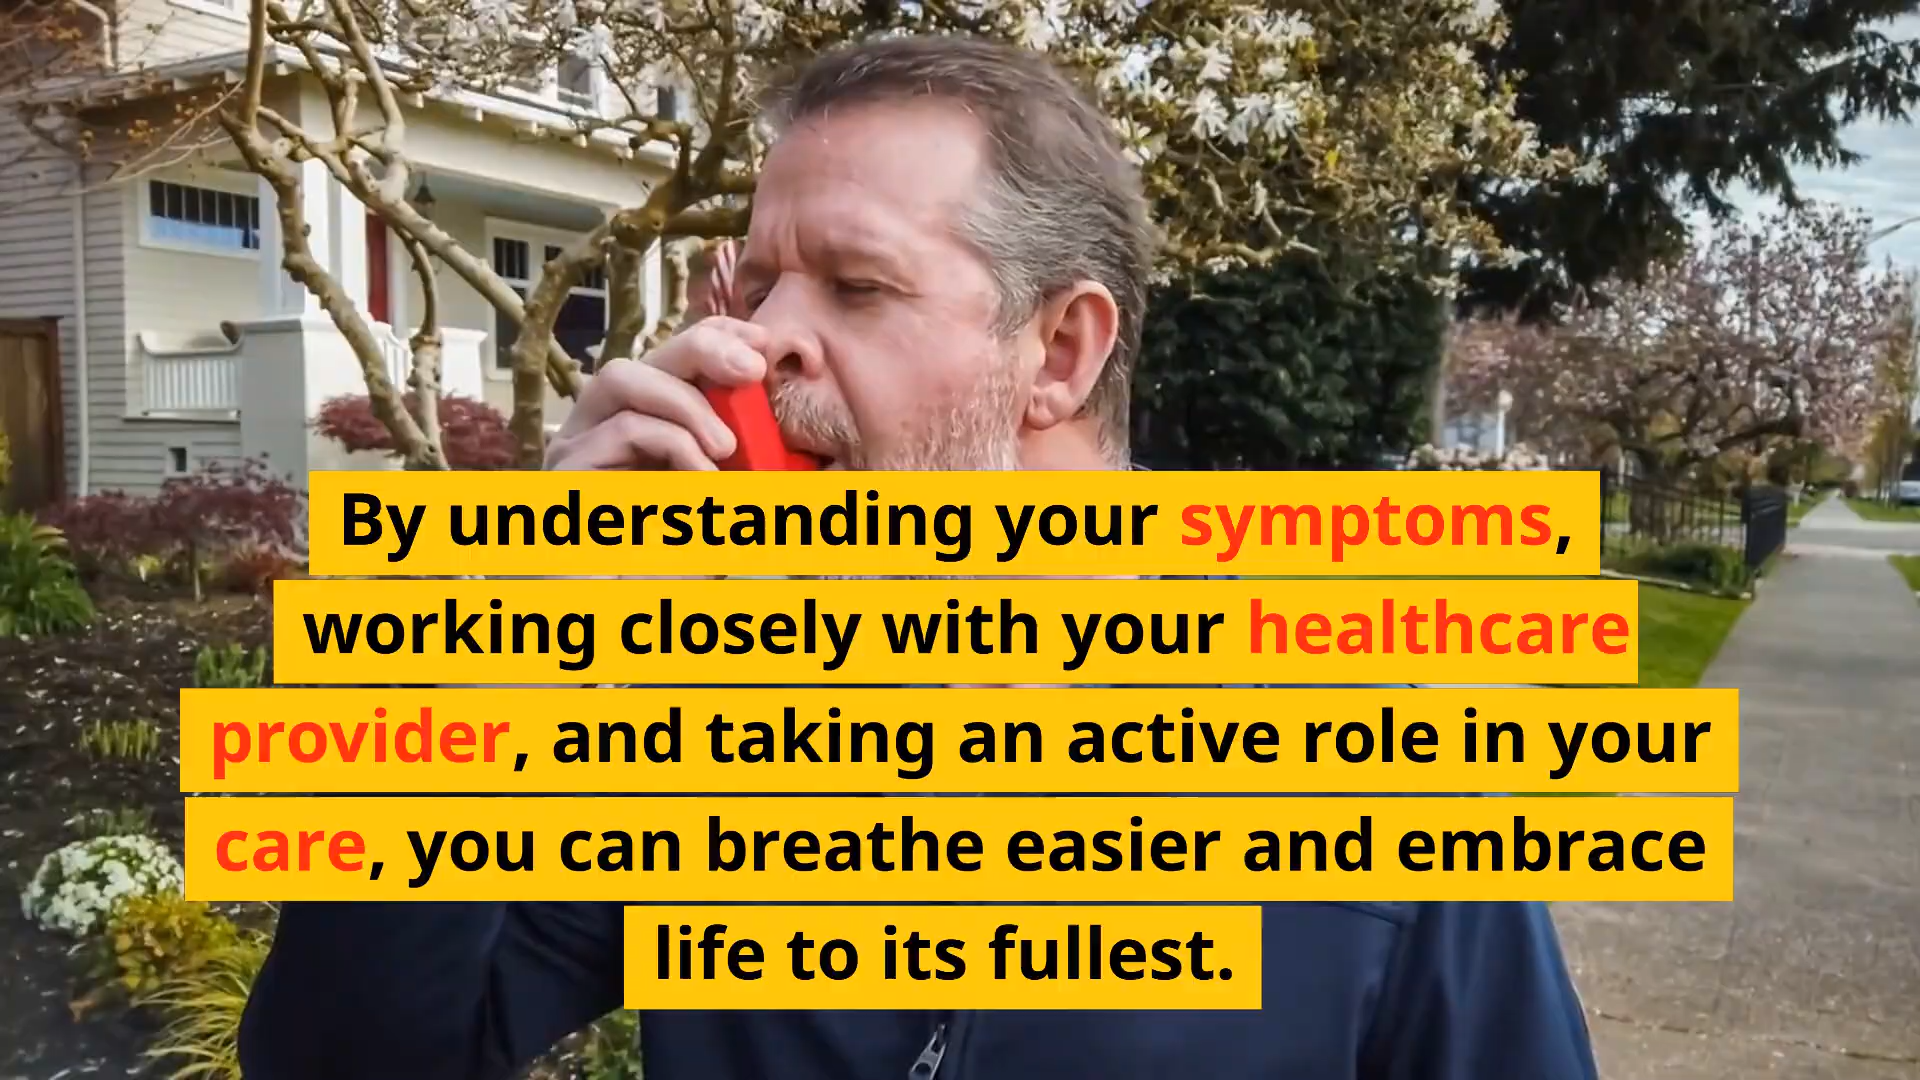 By understanding your symptoms,
working closely with your healthcare
provider, and taking an active role in your
care, you can breathe easier and embrace
life to its fullest.